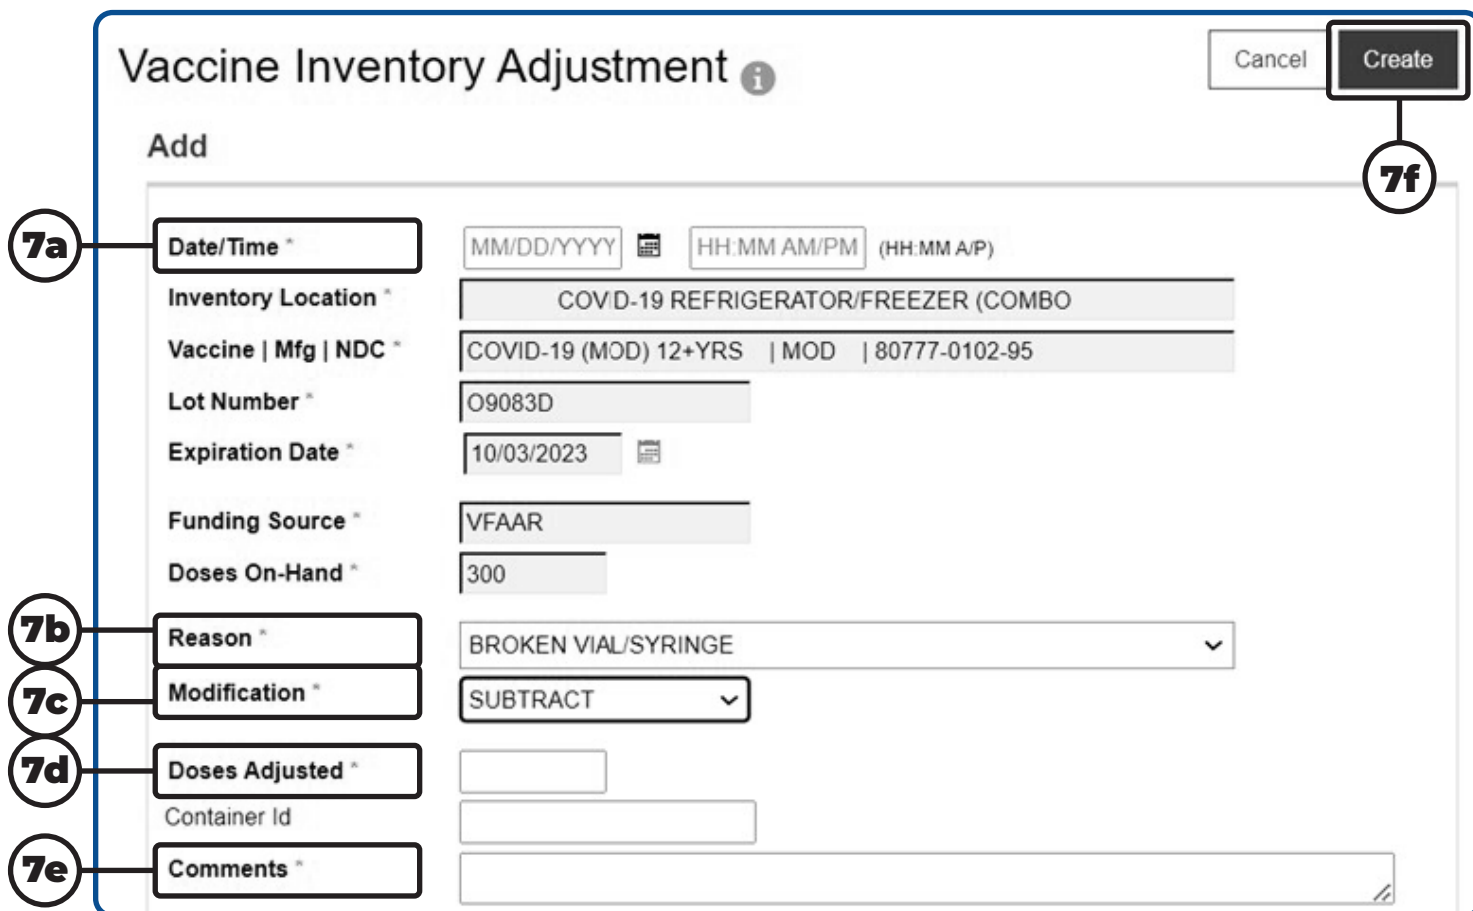 Vaccine Inventory Adjustment i
Cancel
Create
Add
7f
7a
Date/Time *
MM/DD/YYYY
HH:MM AM/PM
(HH:MM A/P)
Inventory Location *
COVID-19 REFRIGERATOR/FREEZER (COMBO
Vaccine | Mfg | NDC *
COVID-19 (MOD) 12+YRS | MOD | 80777-0102-95
Lot Number *
O9083D
Expiration Date *
10/03/2023
Funding Source *
VFAAR
Doses On-Hand *
300
7b
Reason *
BROKEN VIAL/SYRINGE
7c
Modification *
SUBTRACT
7d
Doses Adjusted *
Container Id
7e
Comments *